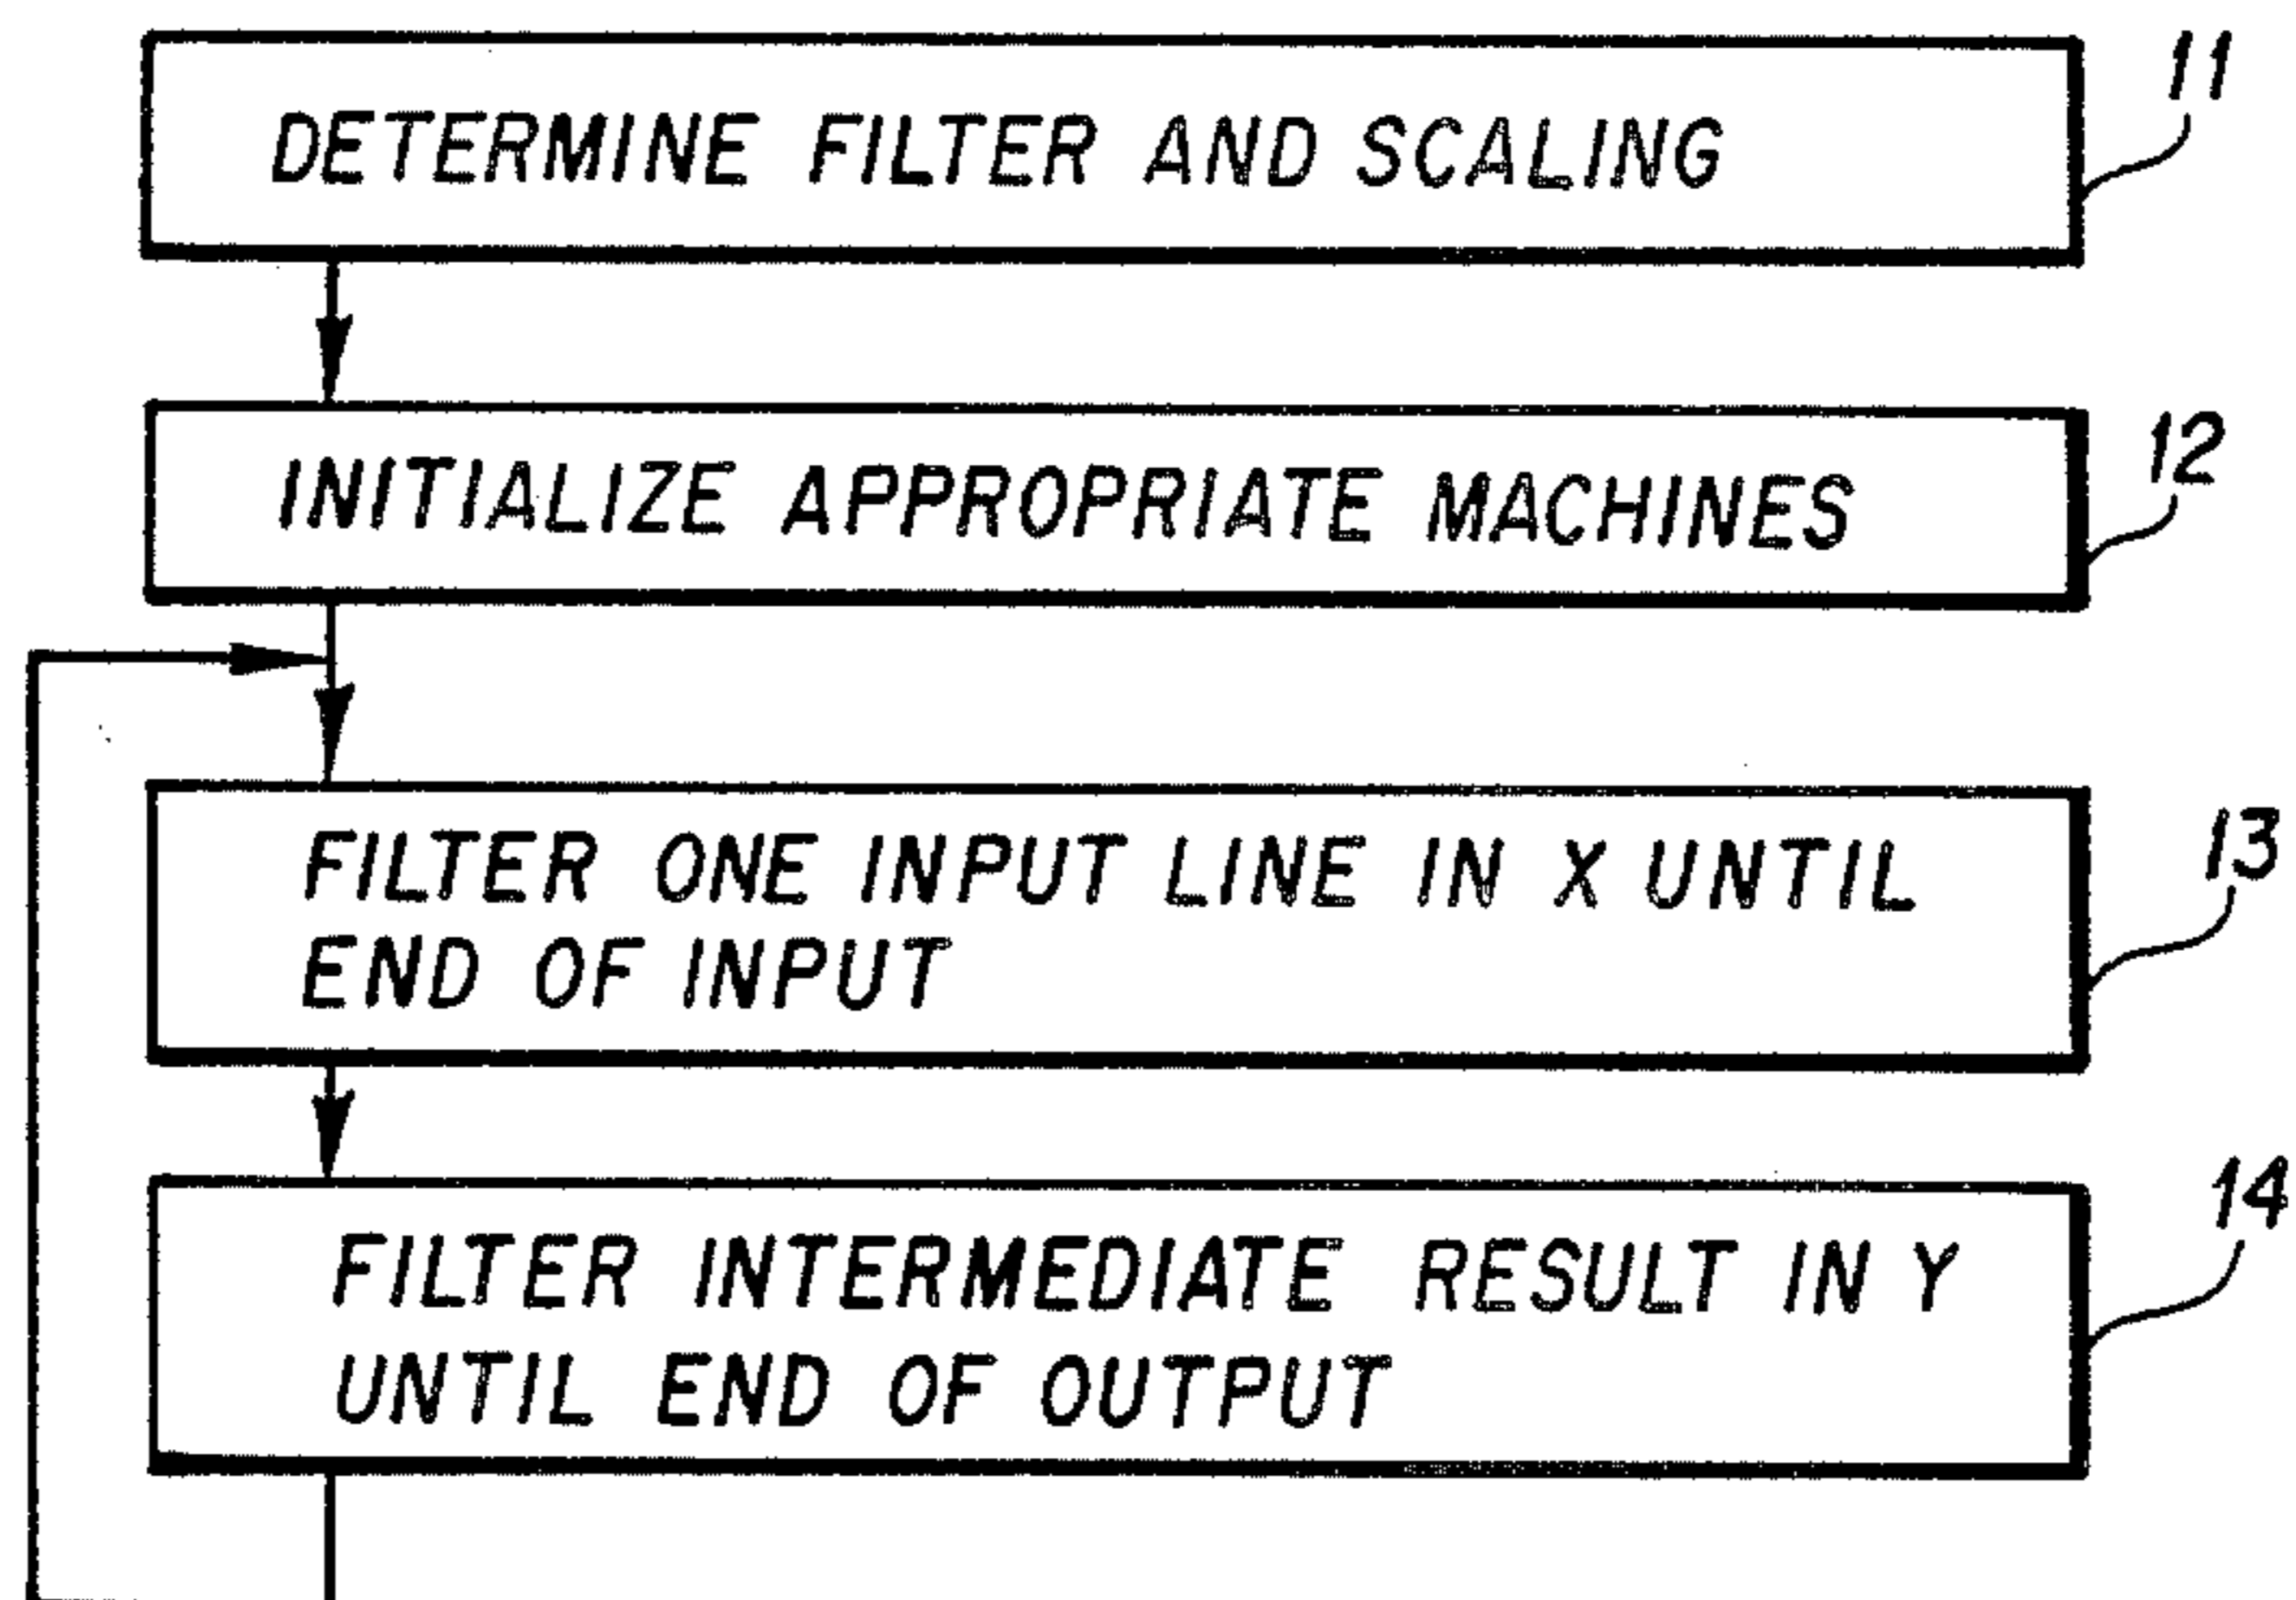 DETERMINE FILTER AND SCALING
11
INITIALIZE APPROPRIATE MACHINES
12
FILTER ONE INPUT LINE IN X UNTIL
END OF INPUT
13
FILTER INTERMEDIATE RESULT IN Y
UNTIL END OF OUTPUT
14